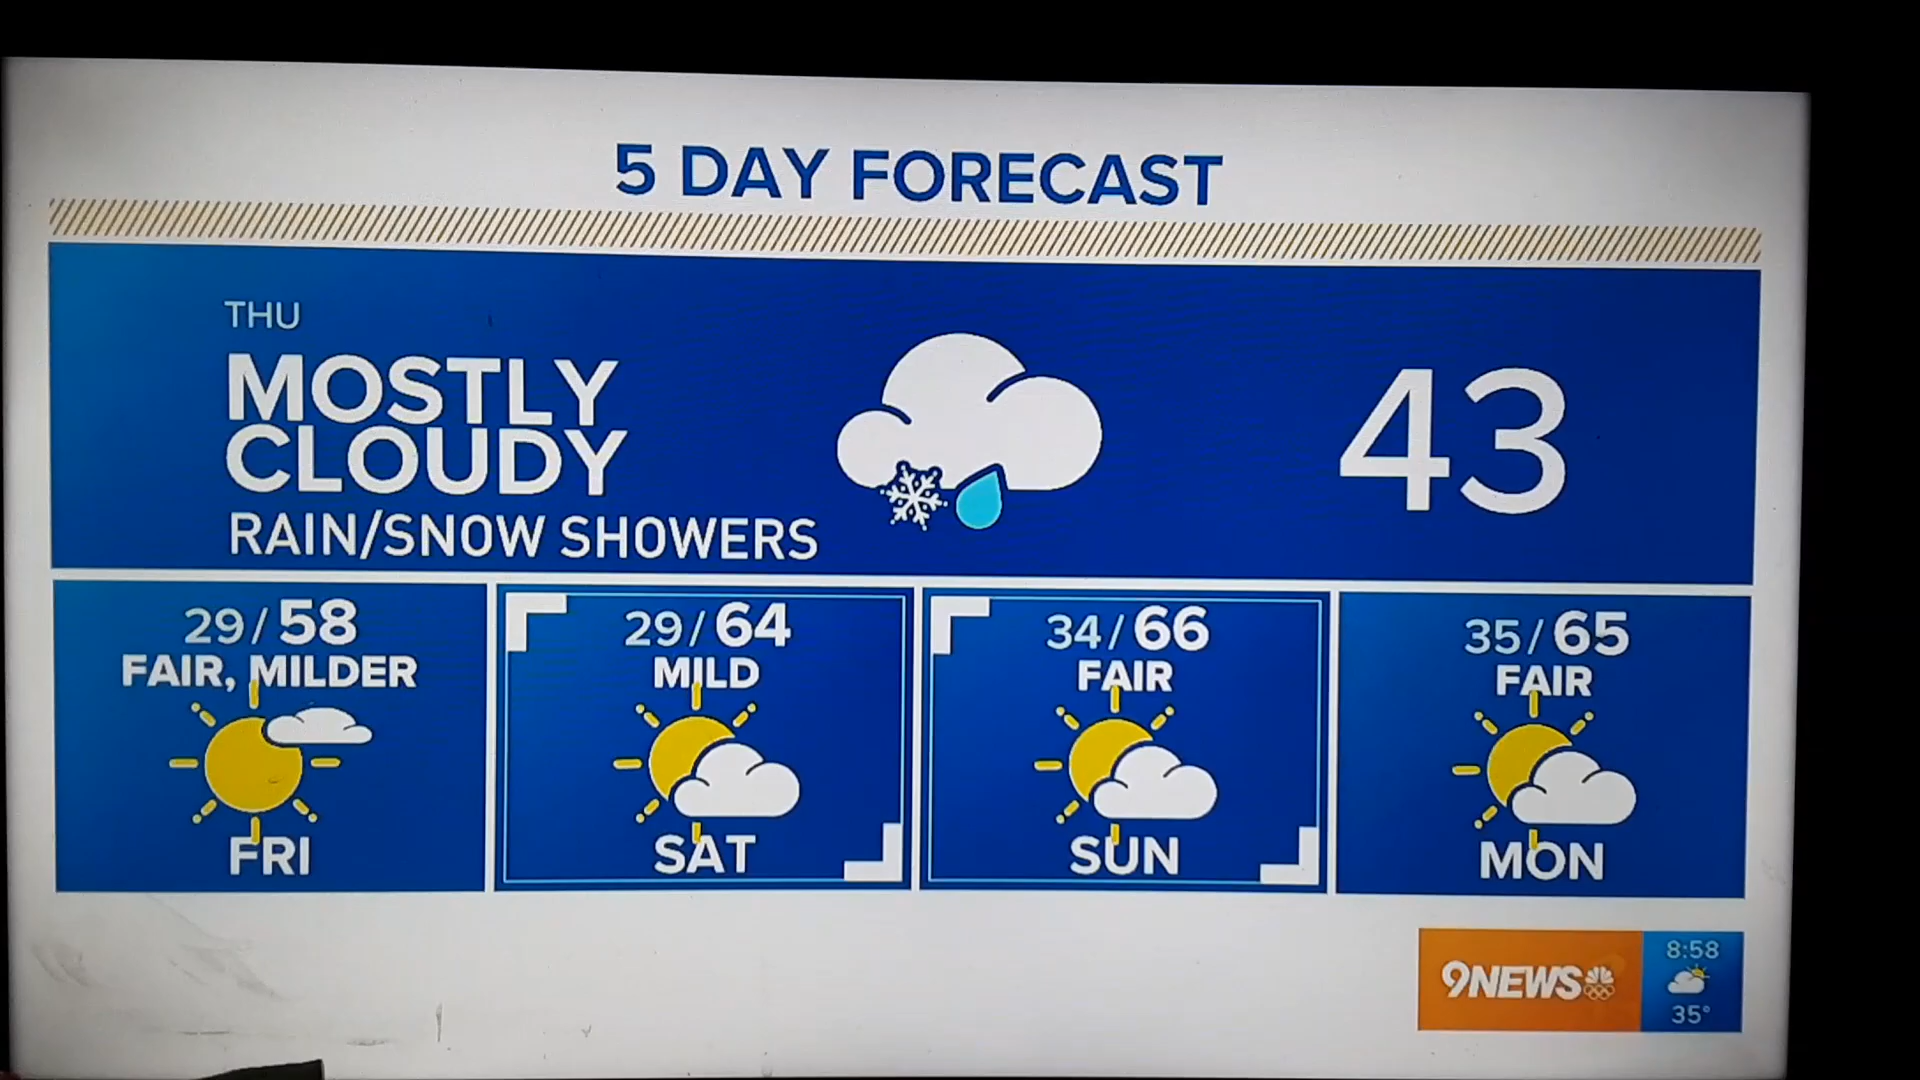 5 DAY FORECAST
THU
MOSTLY
CLOUDY
RAIN/SNOW SHOWERS
43
29/58
FAIR, MILDER
FRI
29/64
MILD
SAT
34/66
FAIR
SUN
35/65
FAIR
MON
9NEWS
8:58
35°